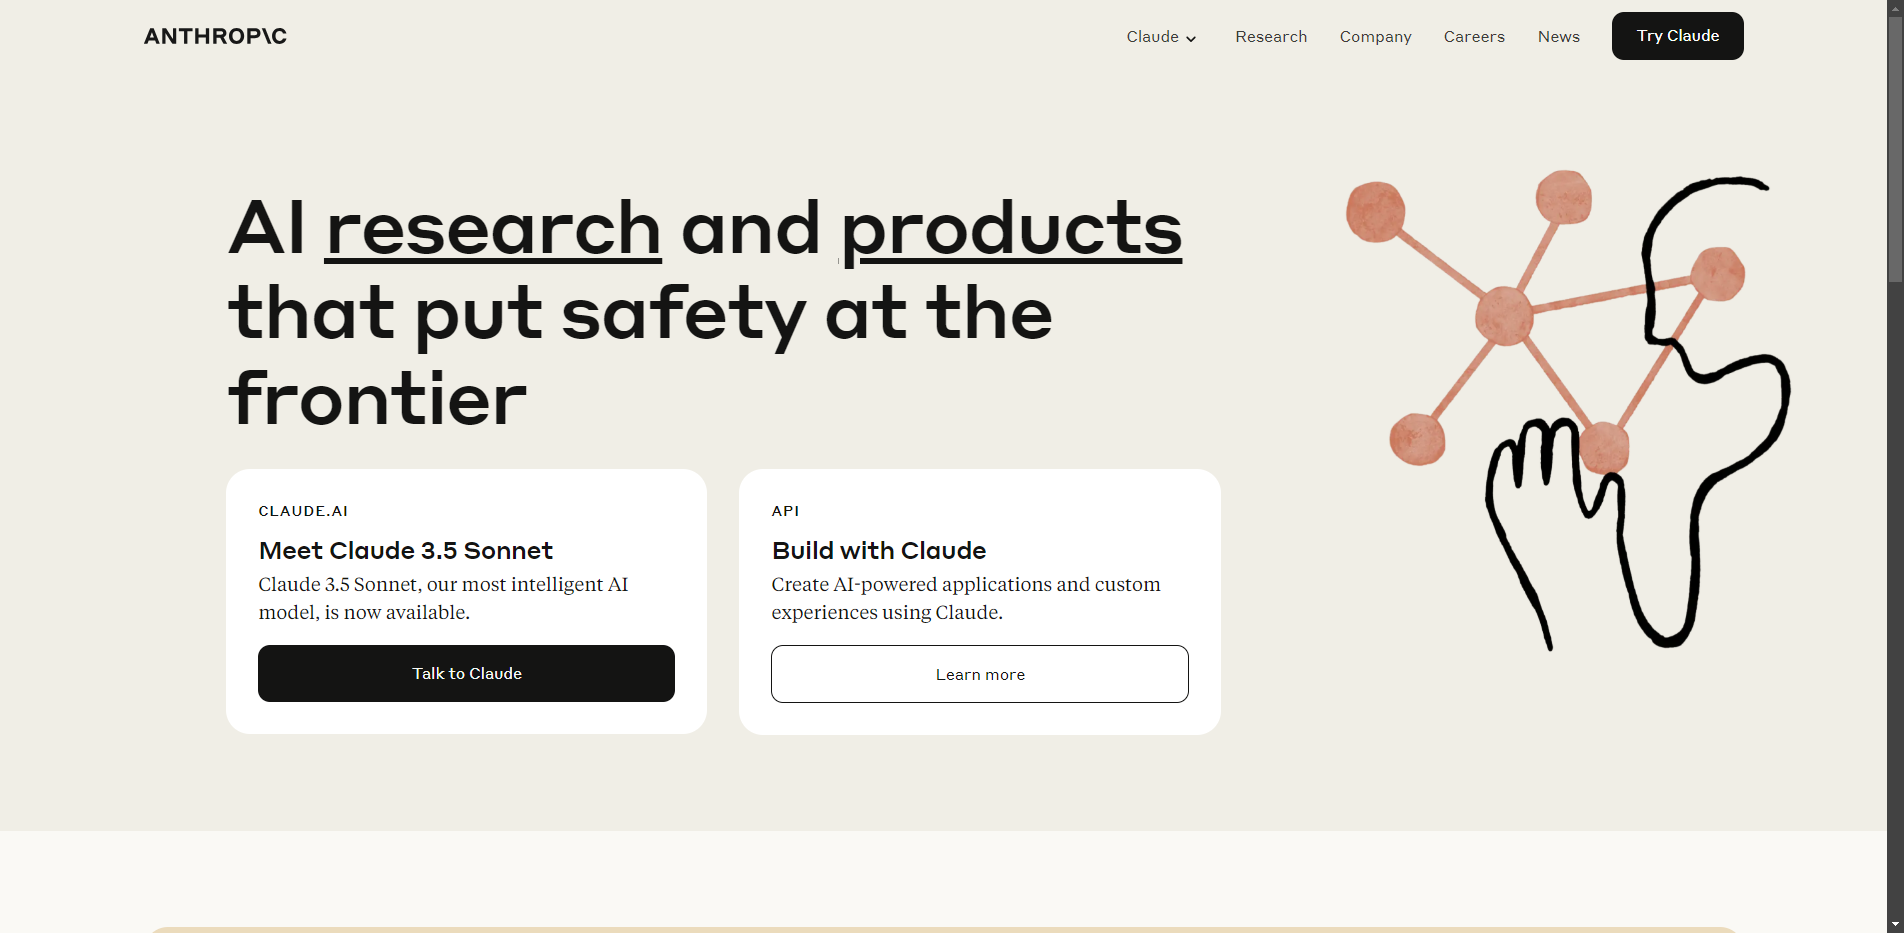 ANTHROP\C
Claude
Research
Company
Careers
News
Try Claude
AI research and products
that put safety at the
frontier
CLAUDE.AI
Meet Claude 3.5 Sonnet
Claude 3.5 Sonnet, our most intelligent AI
model, is now available.
Talk to Claude
API
Build with Claude
Create AI-powered applications and custom
experiences using Claude.
Learn more